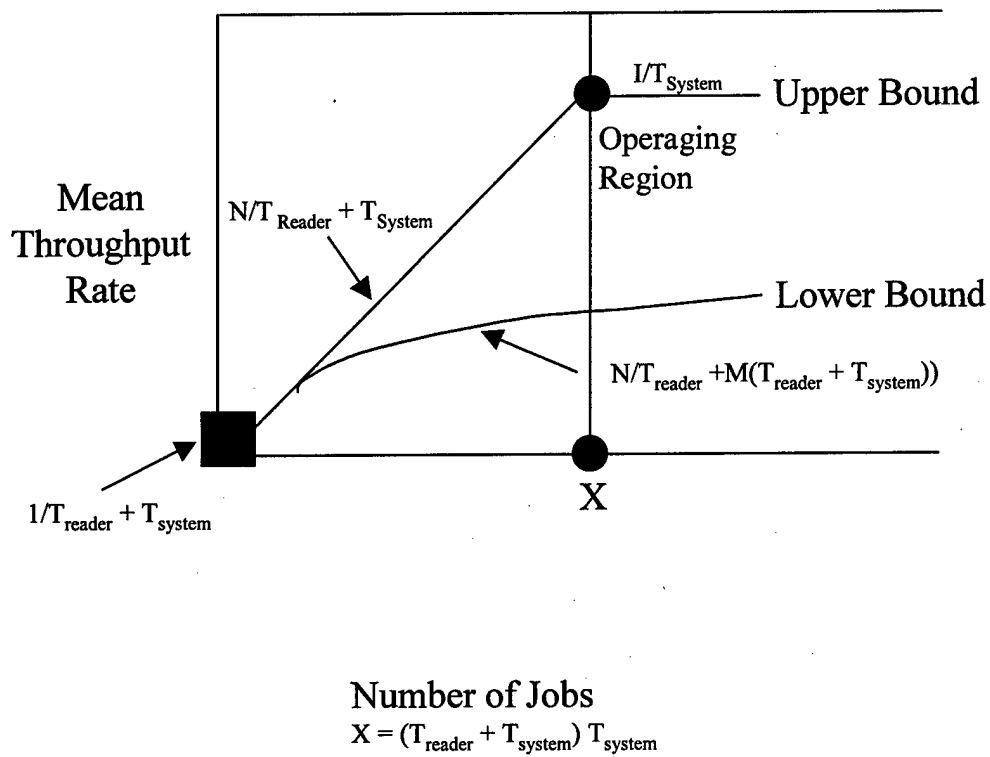 I/T_System
Upper Bound
Operaging
Region
Mean
Throughput
Rate
N/T_Reader + T_System
Lower Bound
N/T_reader +M(T_reader + T_system))
X
1/T_reader + T_system
Number of Jobs
X = (T_reader + T_system) T_system